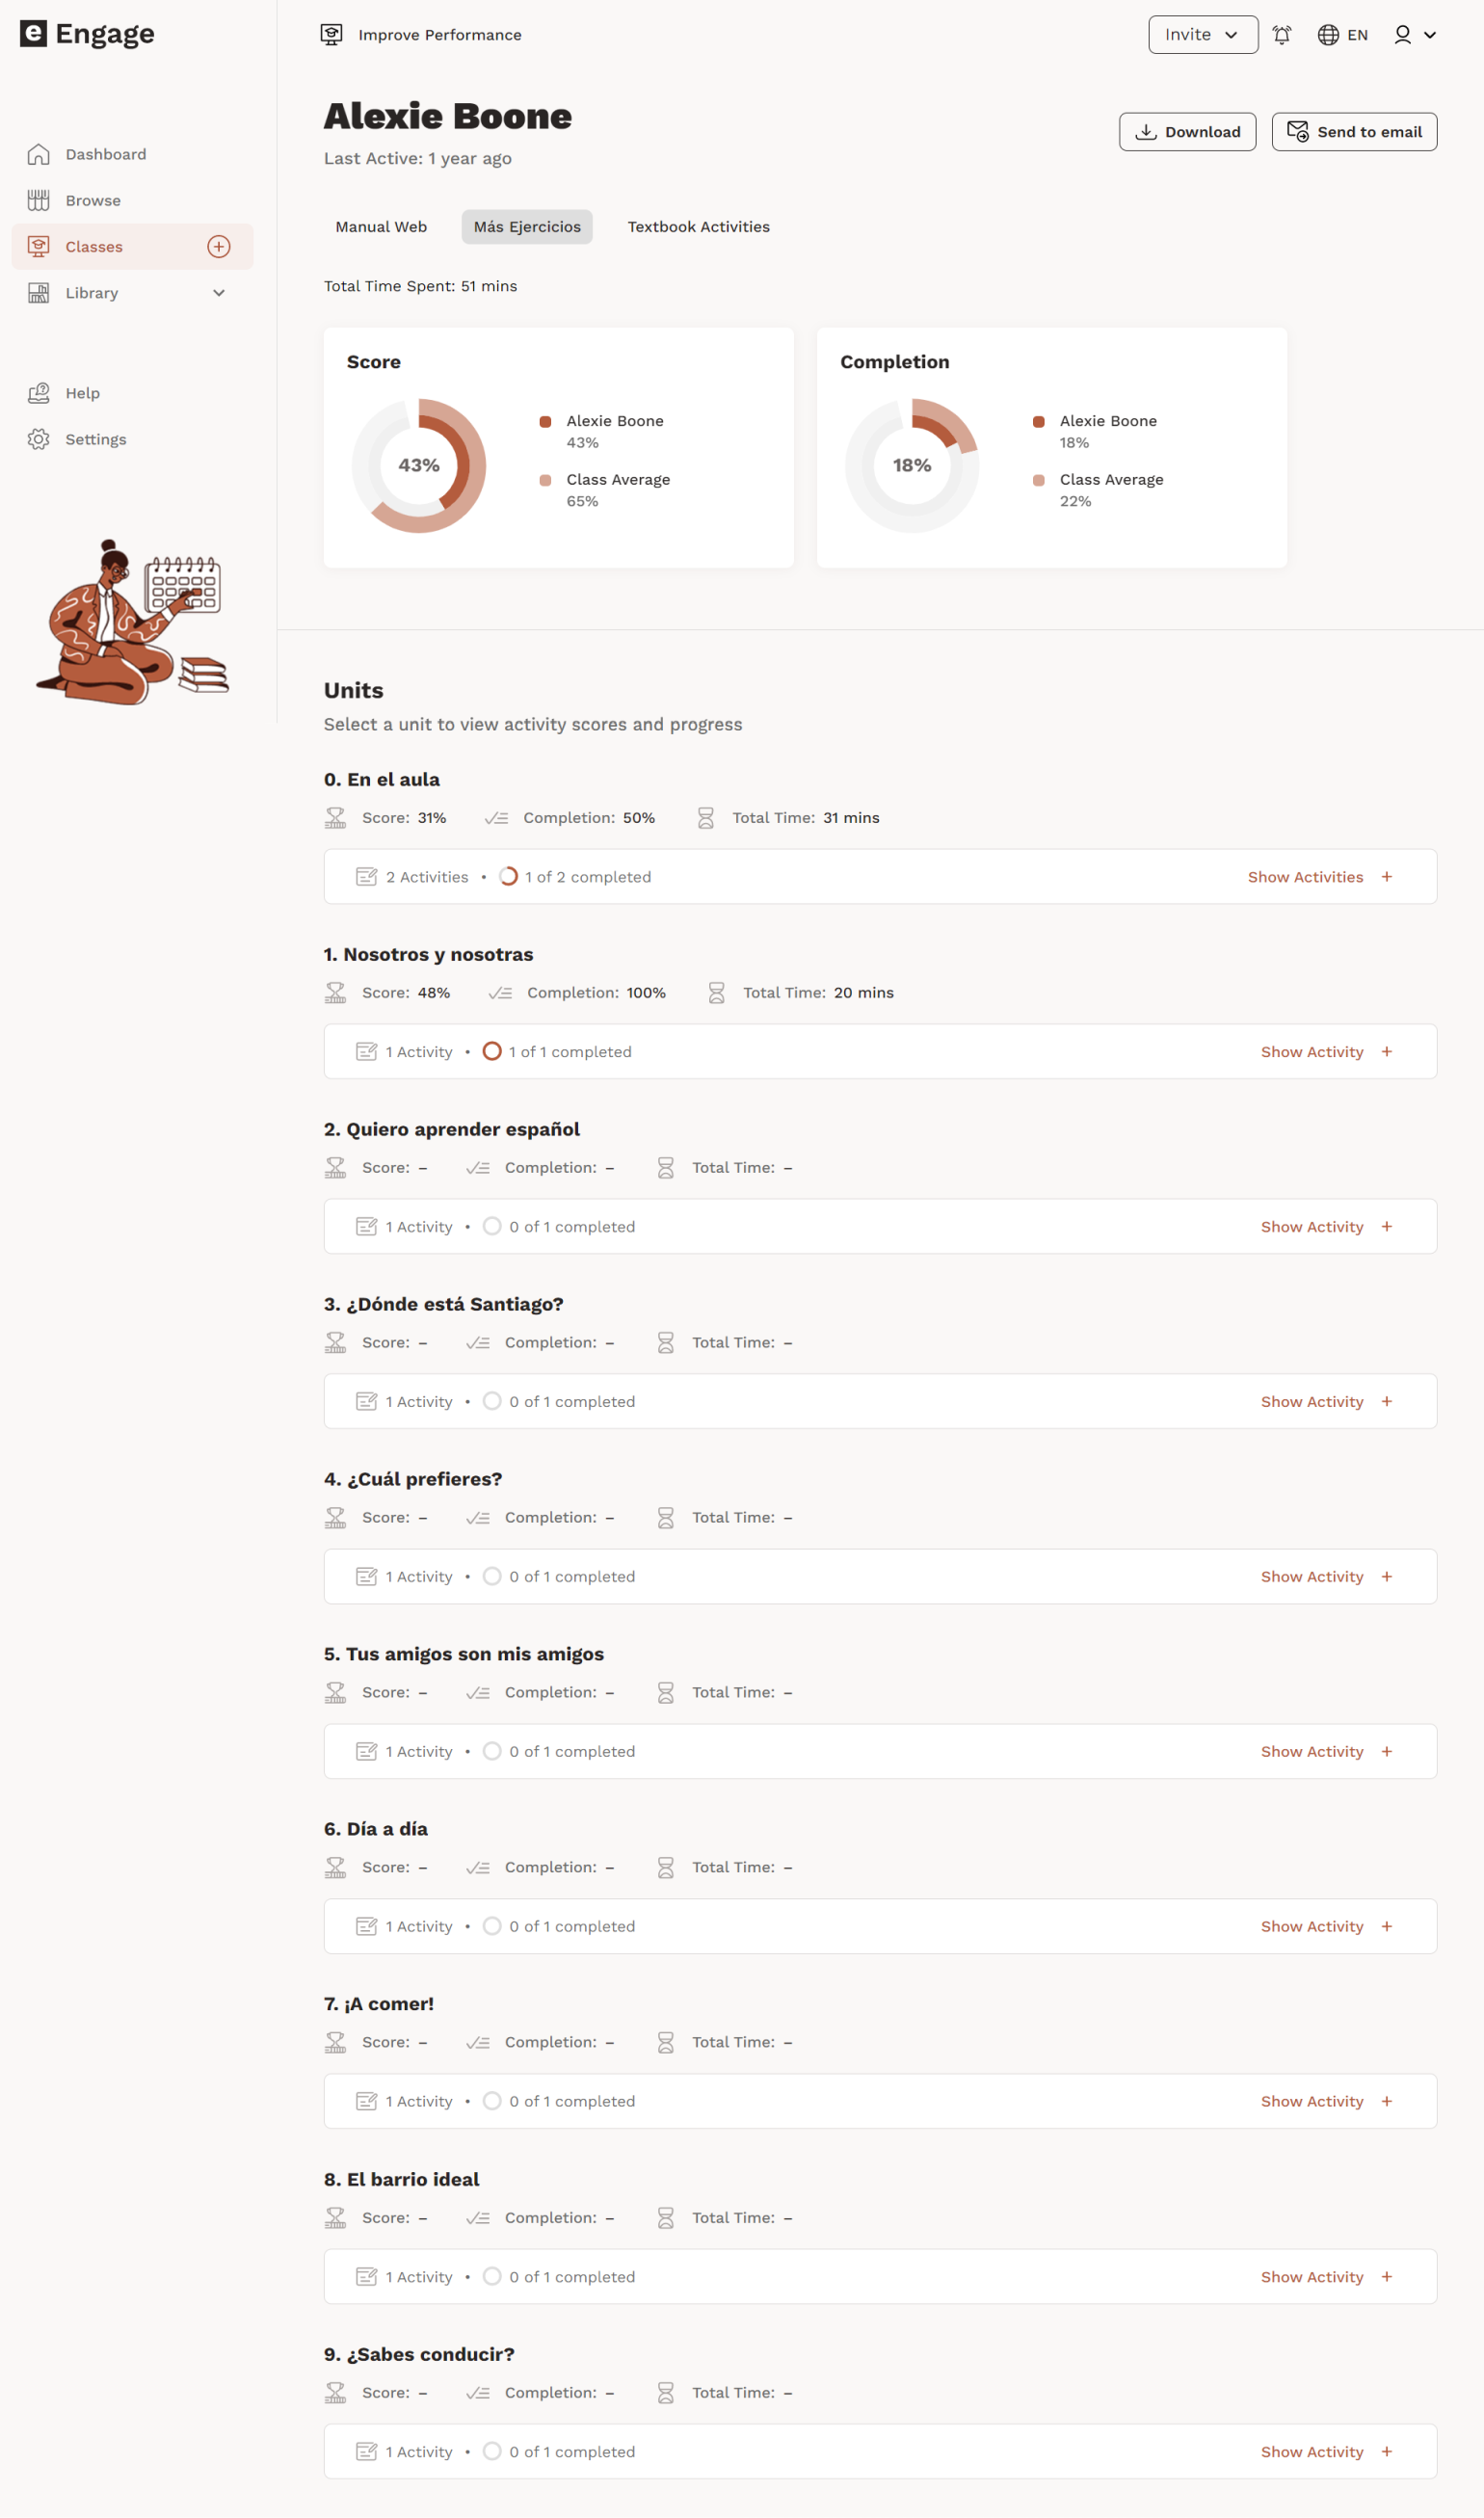 e Engage
Improve Performance
Invite
EN
Dashboard
Browse
Classes
Library
Help
Settings
Alexie Boone
Last Active: 1 year ago
Download
Send to email
Manual Web
Más Ejercicios
Textbook Activities
Total Time Spent: 51 mins
Score
43%
Alexie Boone
43%
Class Average
65%
Completion
18%
Alexie Boone
18%
Class Average
22%
Units
Select a unit to view activity scores and progress
0. En el aula
Score: 31% Completion: 50% Total Time: 31 mins
2 Activities • 1 of 2 completed Show Activities +
1. Nosotros y nosotras
Score: 48% Completion: 100% Total Time: 20 mins
1 Activity • 1 of 1 completed Show Activity +
2. Quiero aprender español
Score: – Completion: – Total Time: –
1 Activity • 0 of 1 completed Show Activity +
3. ¿Dónde está Santiago?
Score: – Completion: – Total Time: –
1 Activity • 0 of 1 completed Show Activity +
4. ¿Cuál prefieres?
Score: – Completion: – Total Time: –
1 Activity • 0 of 1 completed Show Activity +
5. Tus amigos son mis amigos
Score: – Completion: – Total Time: –
1 Activity • 0 of 1 completed Show Activity +
6. Día a día
Score: – Completion: – Total Time: –
1 Activity • 0 of 1 completed Show Activity +
7. ¡A comer!
Score: – Completion: – Total Time: –
1 Activity • 0 of 1 completed Show Activity +
8. El barrio ideal
Score: – Completion: – Total Time: –
1 Activity • 0 of 1 completed Show Activity +
9. ¿Sabes conducir?
Score: – Completion: – Total Time: –
1 Activity • 0 of 1 completed Show Activity +